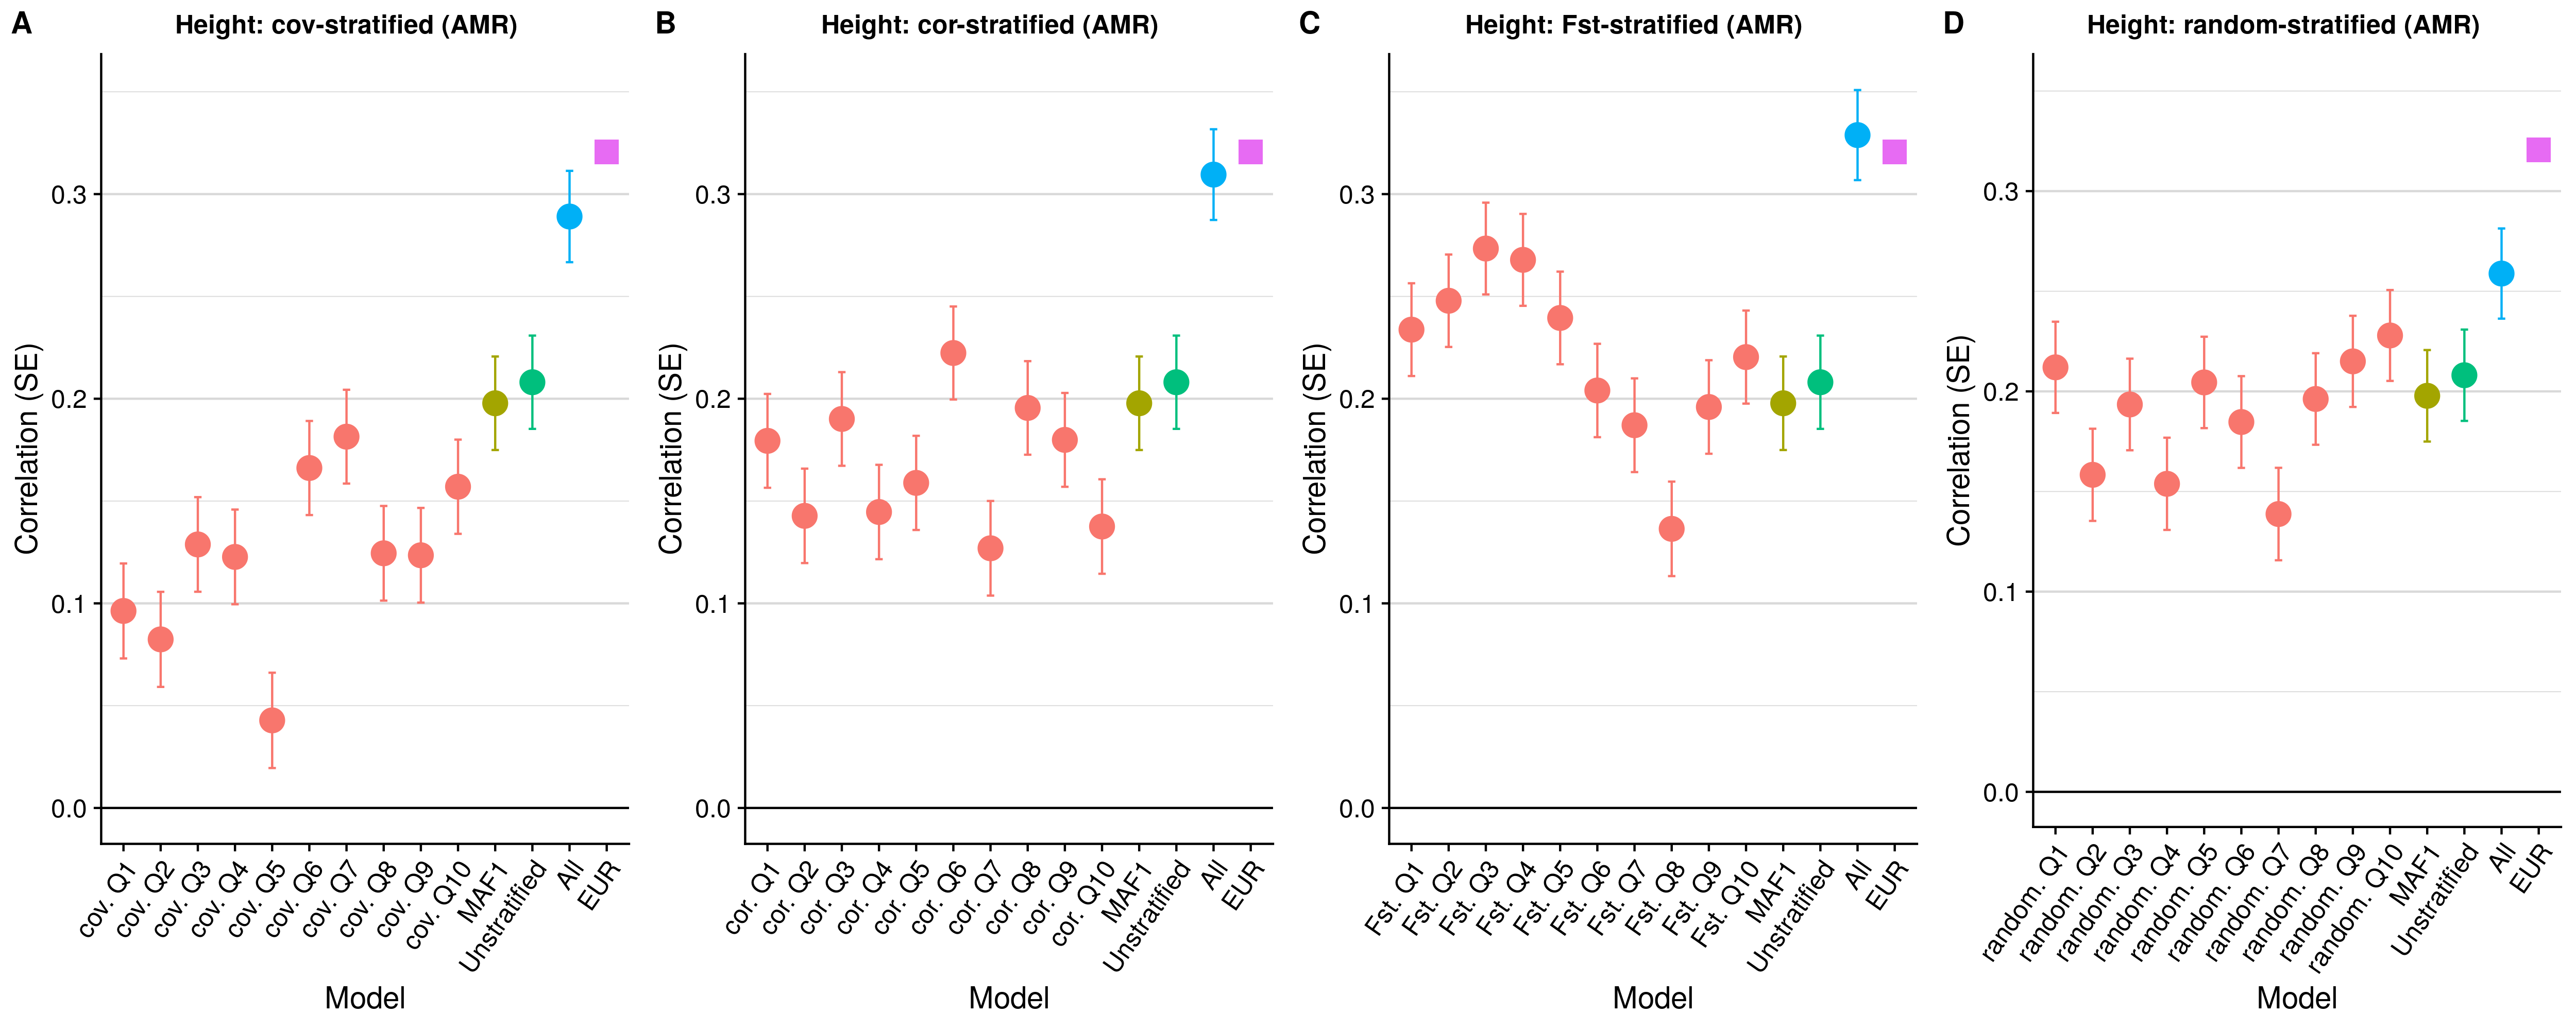 A
Height: cov-stratified (AMR)
Correlation (SE)
0.3
0.2
0.1
0.0
cov. Q1
cov. Q2
cov. Q3
cov. Q4
cov. Q5
cov. Q6
cov. Q7
cov. Q8
cov. Q9
cov. Q10
MAF1
Unstratified
All
EUR
Model
B
Height: cor-stratified (AMR)
Correlation (SE)
0.3
0.2
0.1
0.0
cor. Q1
cor. Q2
cor. Q3
cor. Q4
cor. Q5
cor. Q6
cor. Q7
cor. Q8
cor. Q9
cor. Q10
MAF1
Unstratified
All
EUR
Model
C
Height: Fst-stratified (AMR)
Correlation (SE)
0.3
0.2
0.1
0.0
Fst. Q1
Fst. Q2
Fst. Q3
Fst. Q4
Fst. Q5
Fst. Q6
Fst. Q7
Fst. Q8
Fst. Q9
Fst. Q10
MAF1
Unstratified
All
EUR
Model
D
Height: random-stratified (AMR)
Correlation (SE)
0.3
0.2
0.1
0.0
random. Q1
random. Q2
random. Q3
random. Q4
random. Q5
random. Q6
random. Q7
random. Q8
random. Q9
random. Q10
MAF1
Unstratified
All
EUR
Model